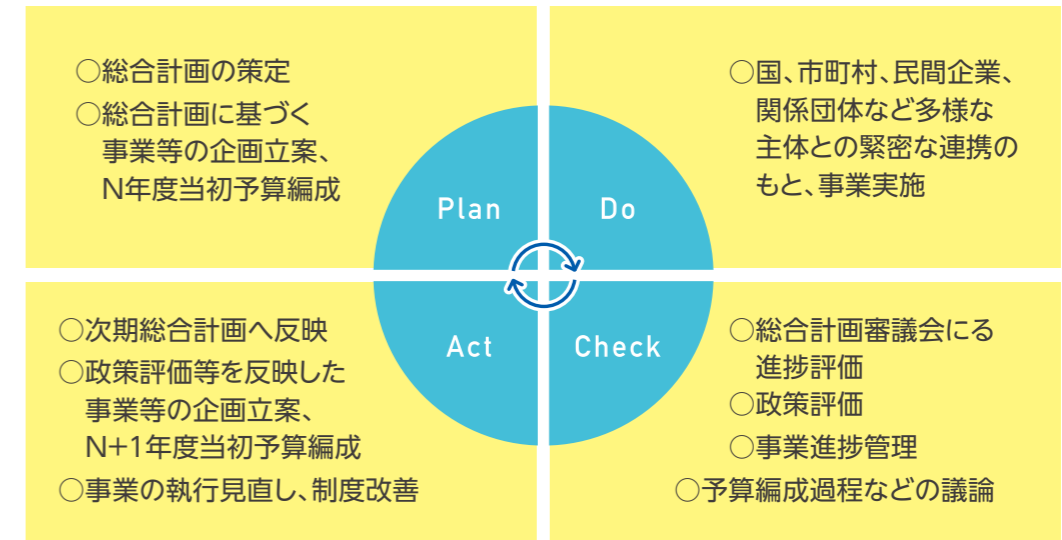 ○総合計画の策定
○総合計画に基づく
事業等の企画立案、
N年度当初予算編成
Plan
○国、市町村、民間企業、
関係団体など多様な
主体との緊密な連携の
もと、事業実施
Do
○次期総合計画へ反映
○政策評価等を反映した
事業等の企画立案、
N+1年度当初予算編成
○事業の執行見直し、制度改善
Act
○総合計画審議会にる
進捗評価
○政策評価
○事業進捗管理
○予算編成過程などの議論
Check